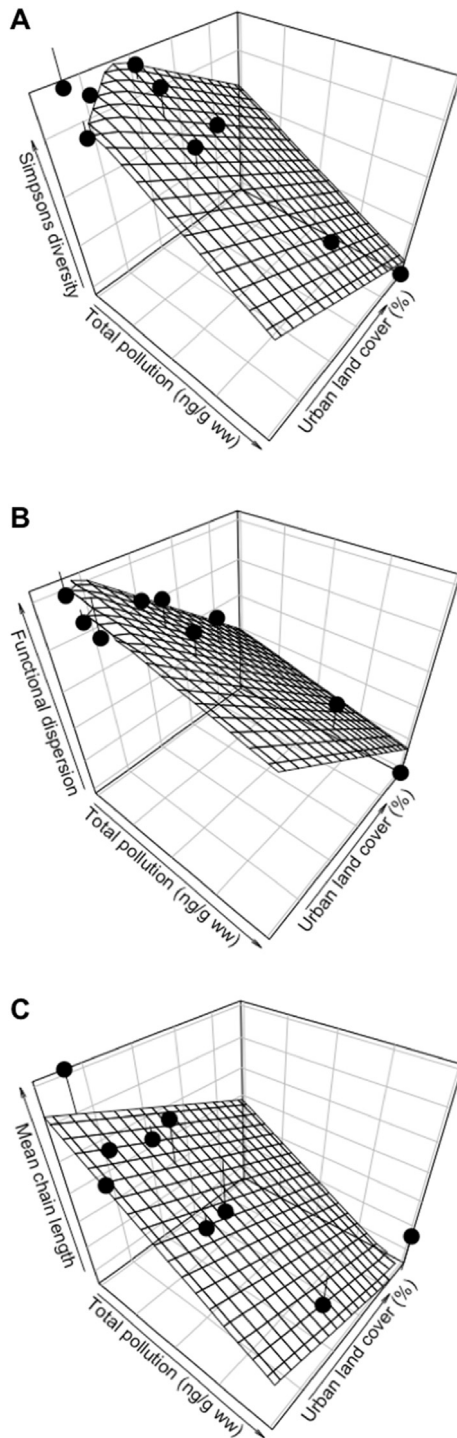 A
Simpsons diversity
Total pollution (ng/g ww)
Urban land cover (%)
B
Functional dispersion
Total pollution (ng/g ww)
Urban land cover (%)
C
Mean chain length
Total pollution (ng/g ww)
Urban land cover (%)